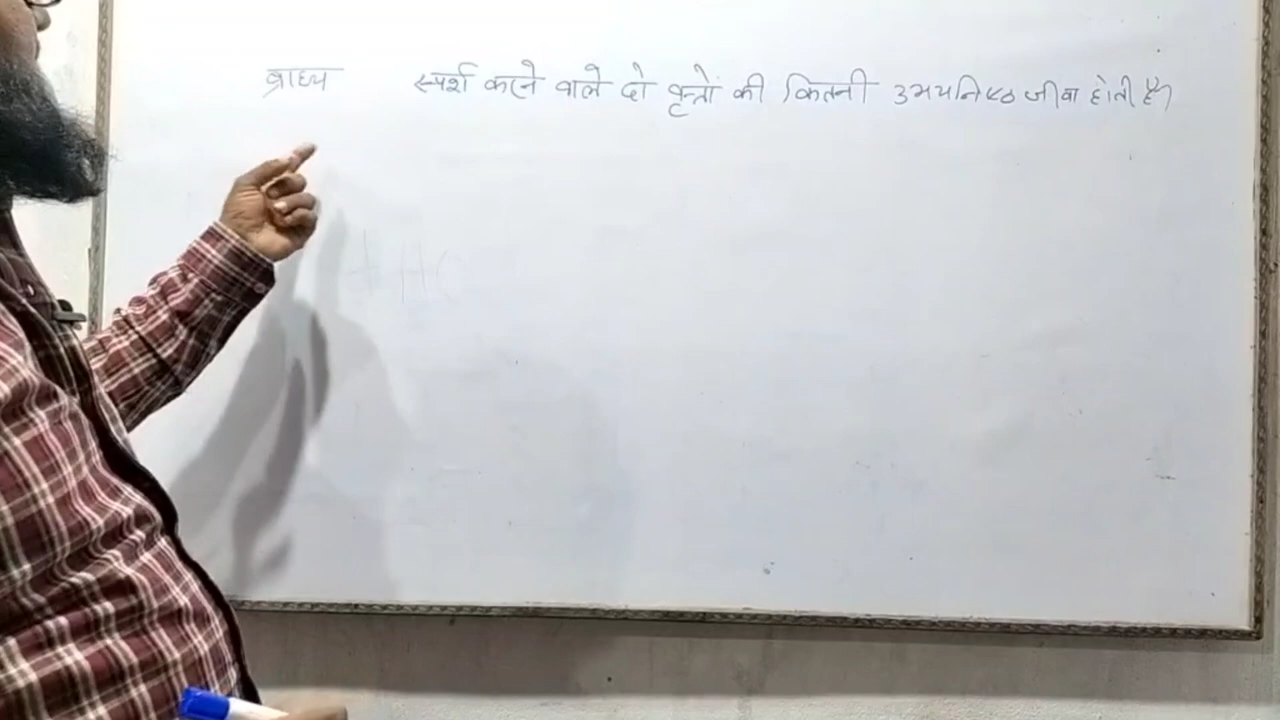 बाह्य स्पर्श करने वाले दो वृन्तों की कितनी उभयनिष्ठ जीवा होती है